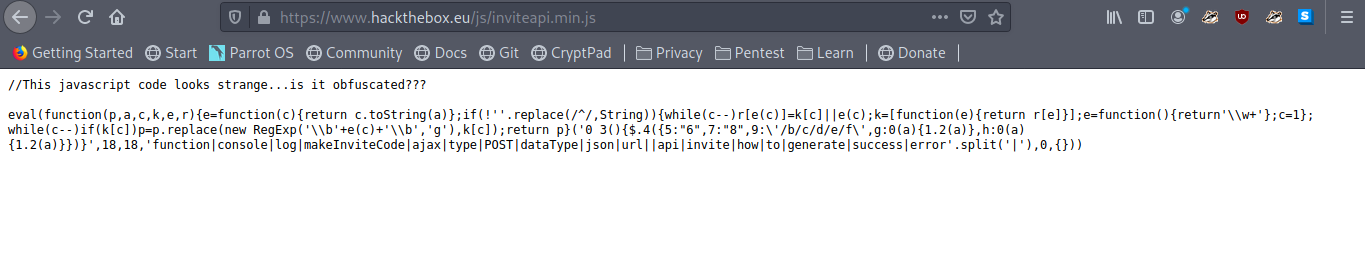 https://www.hackthebox.eu/js/inviteapi.min.js
Getting Started Start Parrot OS Community Docs Git CryptPad Privacy Pentest Learn Donate
//This javascript code looks strange...is it obfuscated???
eval(function(p,a,c,k,e,r){e=function(c){return c.toString(a)};if(!''.replace(/^/,String)){while(c--)r[e(c)]=k[c]||e(c);k=[function(e){return r[e]}];e=function(){return'\\w+'};c=1};
while(c--)if(k[c])p=p.replace(new RegExp('\\b'+e(c)+'\\b','g'),k[c]);return p}('0 3(){$.4({5:"6",7:"8",9:\'/b/c/d/e/f\',g:0(a){1.2(a)},h:0(a)
{1.2(a)}})}',18,18,'function|console|log|makeInviteCode|ajax|type|POST|dataType|json|url||api|invite|how|to|generate|success|error'.split('|'),0,{}))